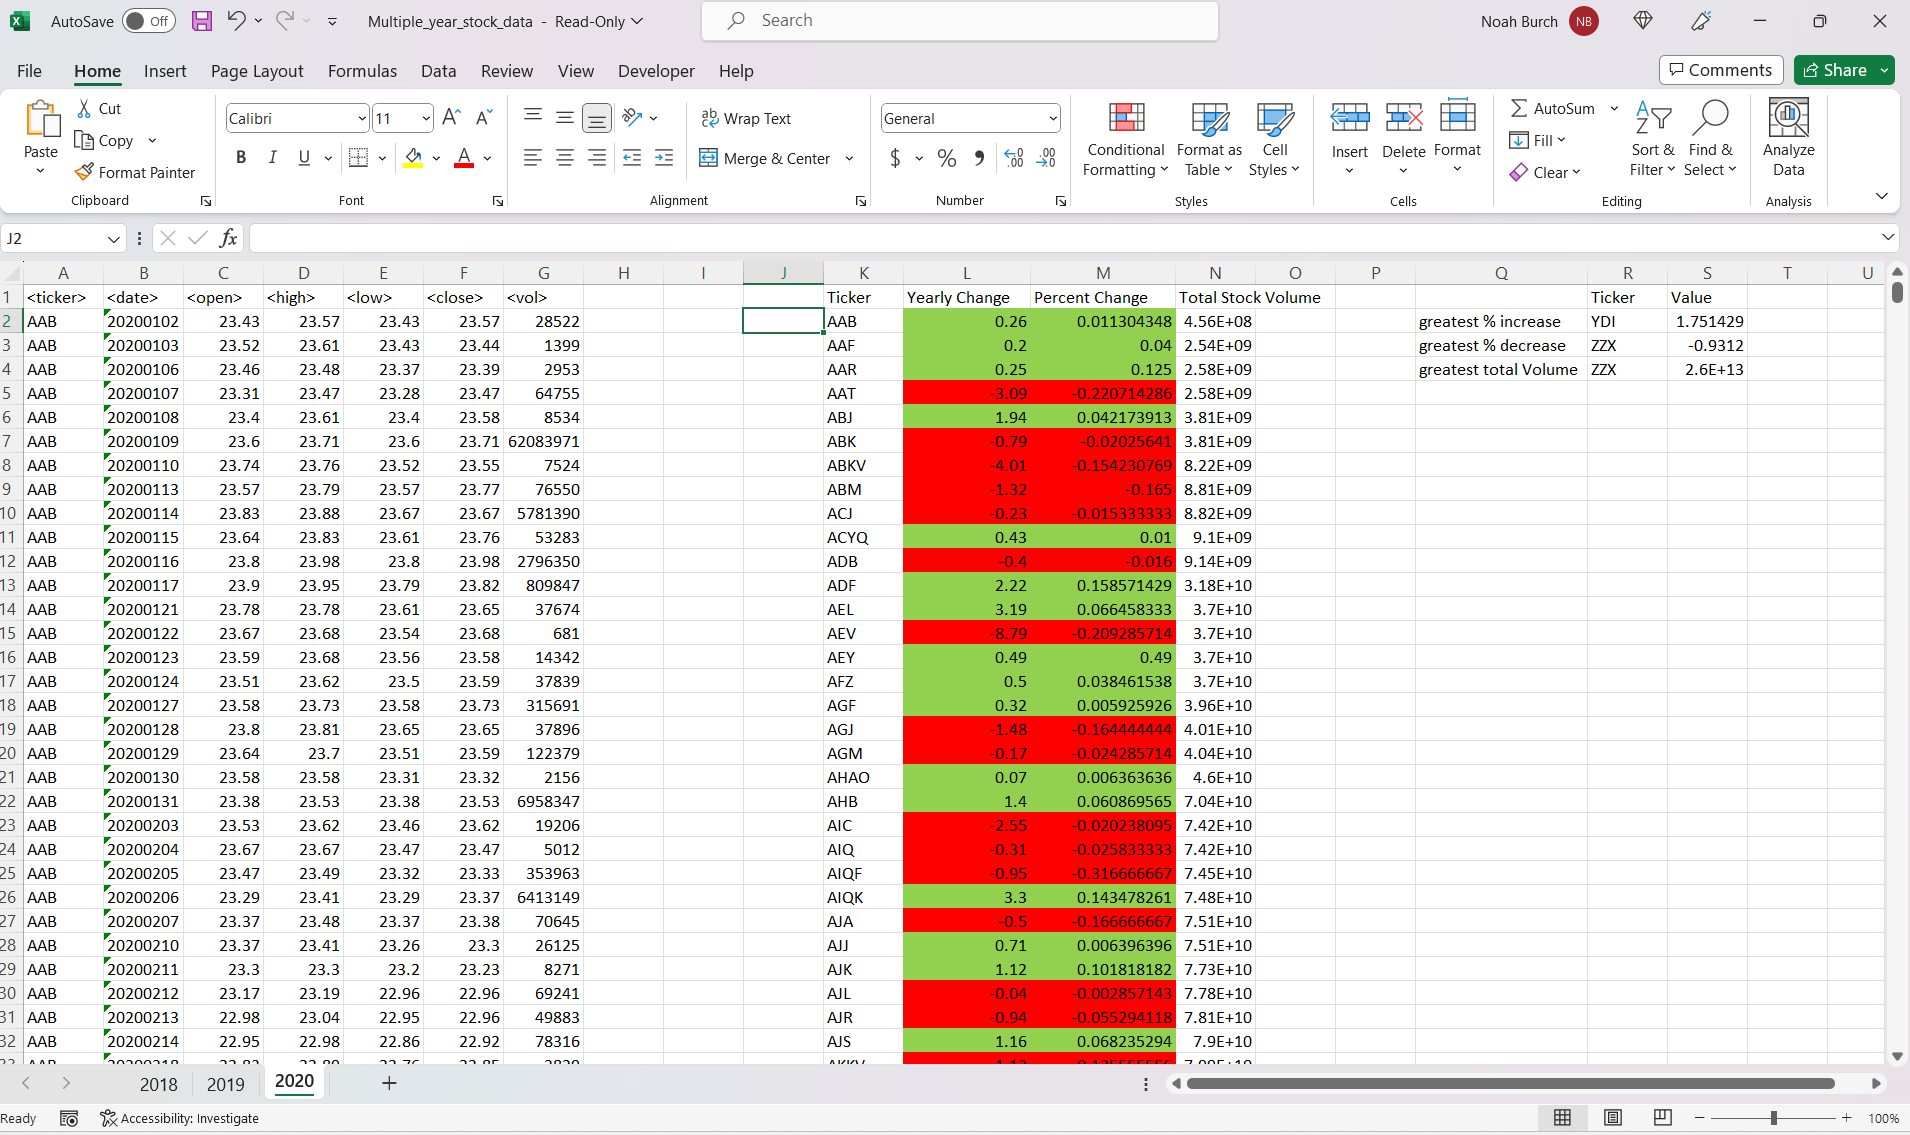 AutoSave Off Multiple_year_stock_data - Read-Only Search Noah Burch NB
File Home Insert Page Layout Formulas Data Review View Developer Help Comments Share
Paste Cut Copy Format Painter Clipboard
Calibri 11 B I U A Font
Wrap Text Merge & Center Alignment
General $ % Number
Conditional Formatting Format as Table Cell Styles Styles
Insert Delete Format Cells
AutoSum Fill Clear Sort & Filter Find & Select Editing
Analyze Data Analysis
J2 fx
A B C D E F G H I J K L M N O P Q R S T U
1 <ticker> <date> <open> <high> <low> <close> <vol> Ticker Yearly Change Percent Change Total Stock Volume Ticker Value
2 AAB 20200102 23.43 23.57 23.43 23.57 28522 AAB 0.26 0.011304348 4.56E+08 greatest % increase YDI 1.751429
3 AAB 20200103 23.52 23.61 23.43 23.44 1399 AAF 0.2 0.04 2.54E+09 greatest % decrease ZZX -0.9312
4 AAB 20200106 23.46 23.48 23.37 23.39 2953 AAR 0.25 0.125 2.58E+09 greatest total Volume ZZX 2.6E+13
5 AAB 20200107 23.31 23.47 23.28 23.47 64755 AAT -3.09 -0.220714286 2.58E+09
6 AAB 20200108 23.4 23.61 23.4 23.58 8534 ABJ 1.94 0.042173913 3.81E+09
7 AAB 20200109 23.6 23.71 23.6 23.71 62083971 ABK -0.79 -0.02025641 3.81E+09
8 AAB 20200110 23.74 23.76 23.52 23.55 7524 ABKV -4.01 -0.154230769 8.22E+09
9 AAB 20200113 23.57 23.79 23.57 23.77 76550 ABM -1.32 -0.165 8.81E+09
10 AAB 20200114 23.83 23.88 23.67 23.67 5781390 ACJ -0.23 -0.015333333 8.82E+09
11 AAB 20200115 23.64 23.83 23.61 23.76 53283 ACYQ 0.43 0.01 9.1E+09
12 AAB 20200116 23.8 23.98 23.8 23.98 2796350 ADB -0.4 -0.016 9.14E+09
13 AAB 20200117 23.9 23.95 23.79 23.82 809847 ADF 2.22 0.158571429 3.18E+10
14 AAB 20200121 23.78 23.78 23.61 23.65 37674 AEL 3.19 0.066458333 3.7E+10
15 AAB 20200122 23.67 23.68 23.54 23.68 681 AEV -8.79 -0.209285714 3.7E+10
16 AAB 20200123 23.59 23.68 23.56 23.58 14342 AEY 0.49 0.49 3.7E+10
17 AAB 20200124 23.51 23.62 23.5 23.59 37839 AFZ 0.5 0.038461538 3.7E+10
18 AAB 20200127 23.58 23.73 23.58 23.73 315691 AGF 0.32 0.005925926 3.96E+10
19 AAB 20200128 23.8 23.81 23.65 23.65 37896 AGJ -1.48 -0.164444444 4.01E+10
20 AAB 20200129 23.64 23.7 23.51 23.59 122379 AGM -0.17 -0.024285714 4.04E+10
21 AAB 20200130 23.58 23.58 23.31 23.32 2156 AHAO 0.07 0.006363636 4.6E+10
22 AAB 20200131 23.38 23.53 23.38 23.53 6958347 AHB 1.4 0.060869565 7.04E+10
23 AAB 20200203 23.53 23.62 23.46 23.62 19206 AIC -2.55 -0.020238095 7.42E+10
24 AAB 20200204 23.67 23.67 23.47 23.47 5012 AIQ -0.31 -0.025833333 7.42E+10
25 AAB 20200205 23.47 23.49 23.32 23.33 353963 AIQF -0.95 -0.316666667 7.45E+10
26 AAB 20200206 23.29 23.41 23.29 23.37 6413149 AIQK 3.3 0.143478261 7.48E+10
27 AAB 20200207 23.37 23.48 23.37 23.38 70645 AJA -0.5 -0.166666667 7.51E+10
28 AAB 20200210 23.37 23.41 23.26 23.3 26125 AJJ 0.71 0.006396396 7.51E+10
29 AAB 20200211 23.3 23.3 23.2 23.23 8271 AJK 1.12 0.101818182 7.73E+10
30 AAB 20200212 23.17 23.19 22.96 22.96 69241 AJL -0.04 -0.002857143 7.78E+10
31 AAB 20200213 22.98 23.04 22.95 22.96 49883 AJR -0.94 -0.055294118 7.81E+10
32 AAB 20200214 22.95 22.98 22.86 22.92 78316 AJS 1.16 0.068235294 7.9E+10
2018 2019 2020
Ready Accessibility: Investigate 100%